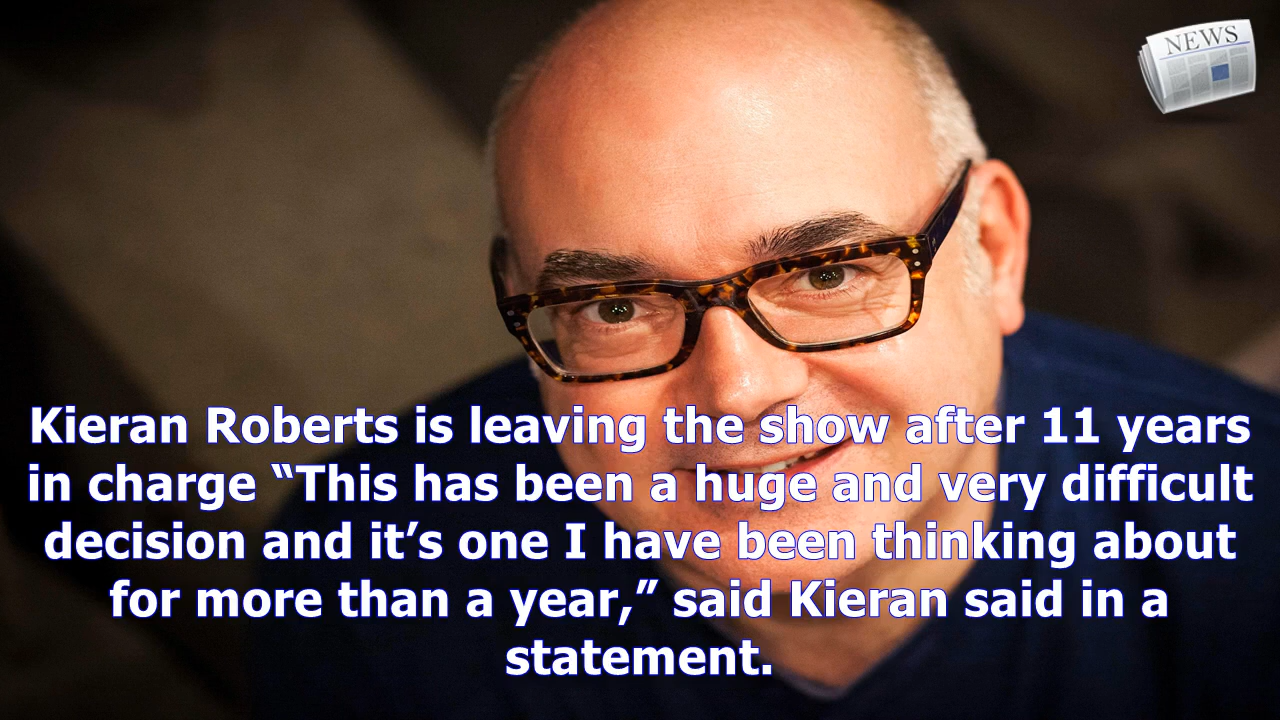 NEWS
Kieran Roberts is leaving the show after 11 years
in charge “This has been a huge and very difficult
decision and it’s one I have been thinking about
for more than a year,” said Kieran said in a
statement.